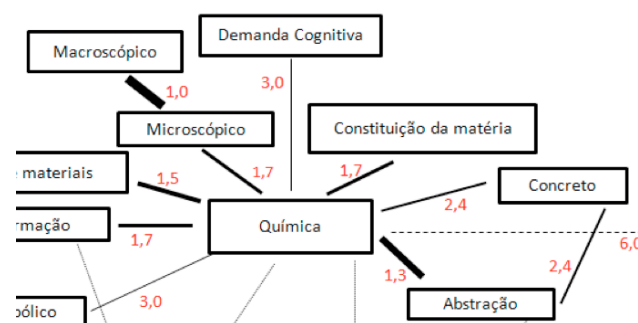 Demanda Cognitiva
Macroscópico
3,0
1,0
Microscópico
Constituição da matéria
1,7
1,7
e materiais
1,5
Concreto
2,4
rmação
Química
1,7
6,0
1,3
2,4
3,0
Abstração
ólico